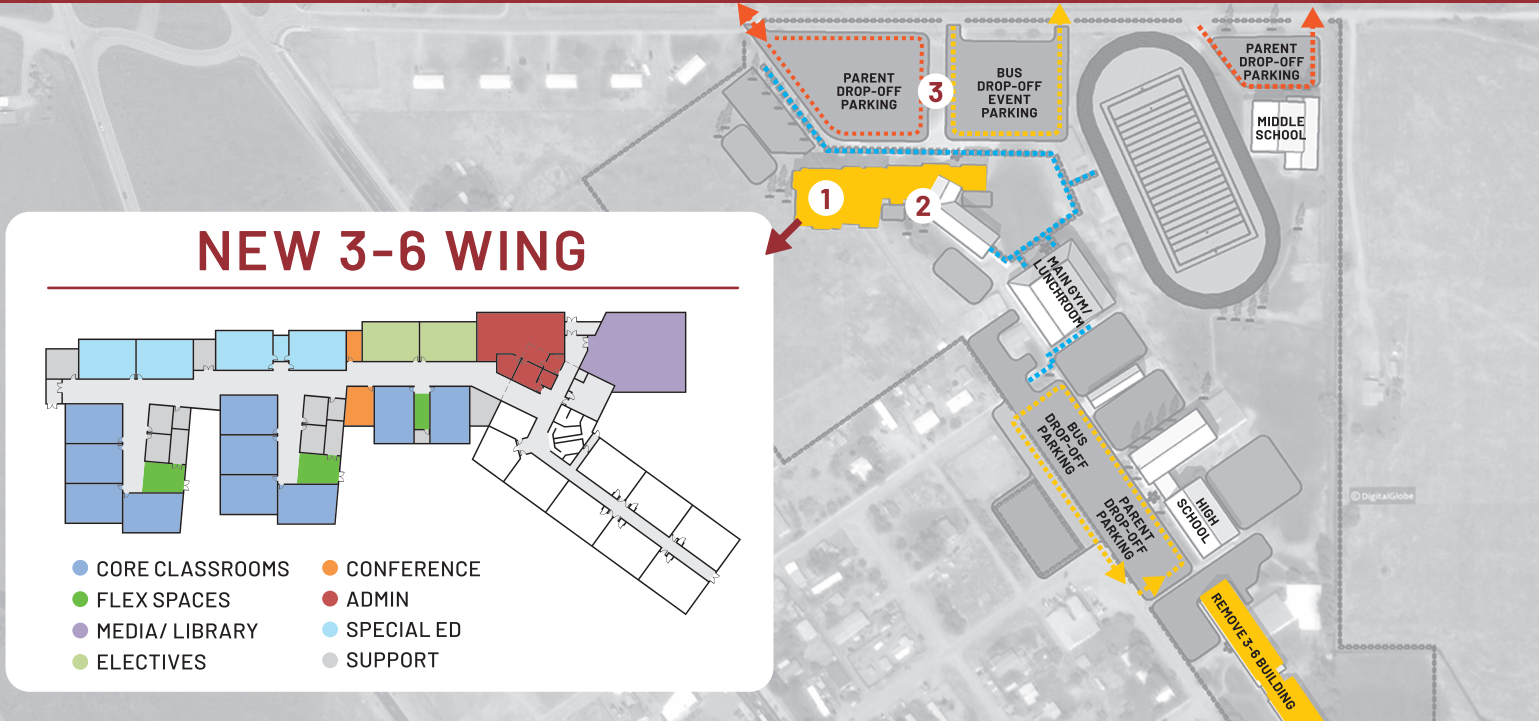 NEW 3-6 WING
CORE CLASSROOMS
FLEX SPACES
MEDIA/ LIBRARY
ELECTIVES
CONFERENCE
ADMIN
SPECIAL ED
SUPPORT
1
2
3
PARENT
DROP-OFF
PARKING
BUS
DROP-OFF
EVENT
PARKING
PARENT
DROP-OFF
PARKING
MIDDLE
SCHOOL
MAIN GYM/
LUNCHROOM
BUS
DROP-OFF
PARKING
PARENT
DROP-OFF
PARKING
HIGH
SCHOOL
REMOVE 3-6 BUILDING
© DigitalGlobe